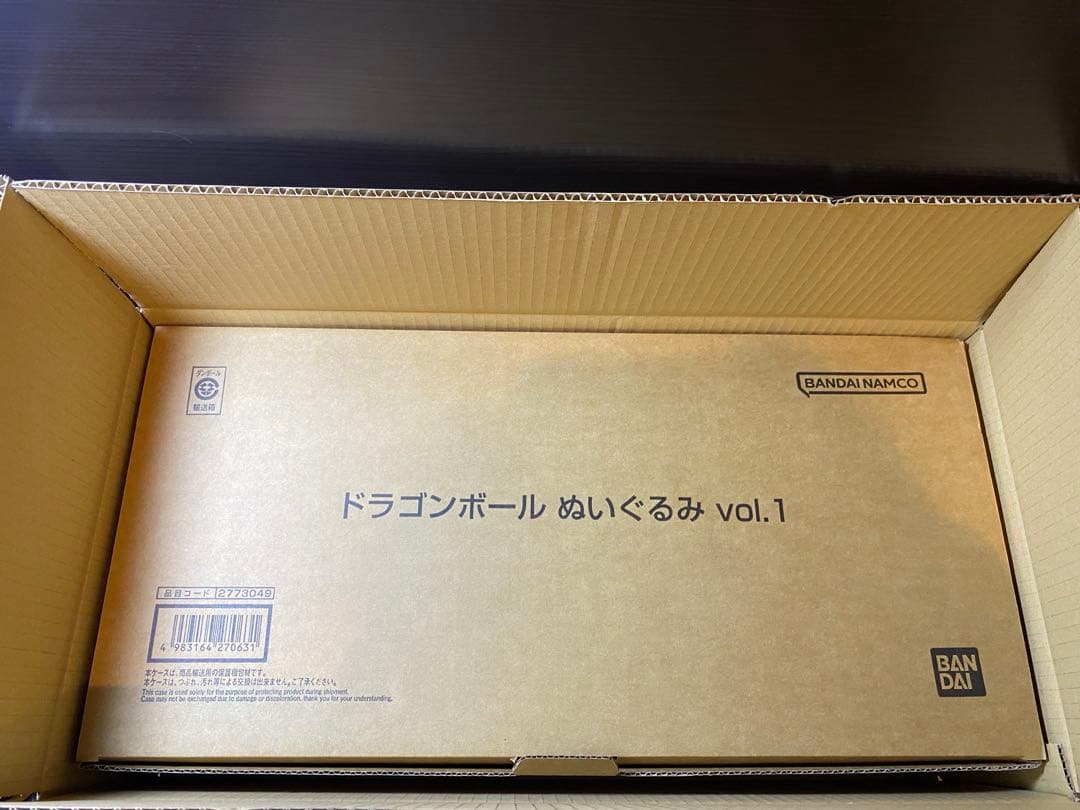 ダンボール
輸送箱
BANDAI NAMCO
ドラゴンボール ぬいぐるみ vol.1
品目コード 2773049
4 983164 270631
本ケースは、商品輸送用の保護梱包材です。
本ケースは、つぶれ、汚れ等による交換は出来ません。ご了承ください。
This case is used solely for the purpose of protecting product during shipment.
Case may not be exchanged due to damage or discoloration. thank you for your understanding.
BAN
DAI